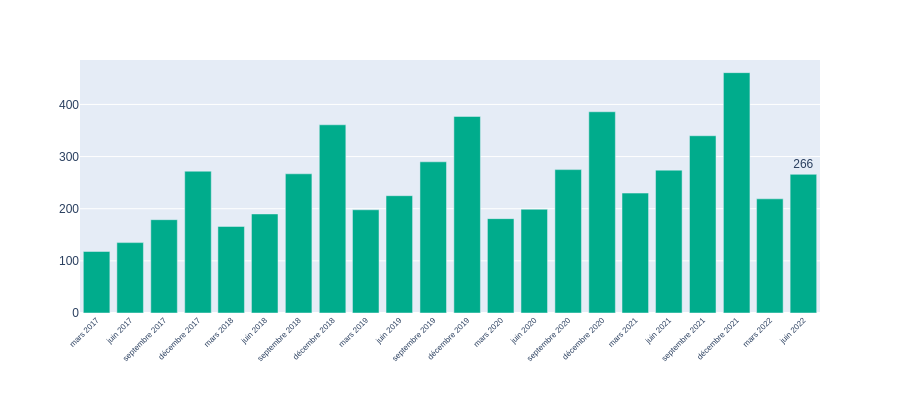 400
300
200
100
0
266
mars 2017
juin 2017
septembre 2017
décembre 2017
mars 2018
juin 2018
septembre 2018
décembre 2018
mars 2019
juin 2019
septembre 2019
décembre 2019
mars 2020
juin 2020
septembre 2020
décembre 2020
mars 2021
juin 2021
septembre 2021
décembre 2021
mars 2022
juin 2022